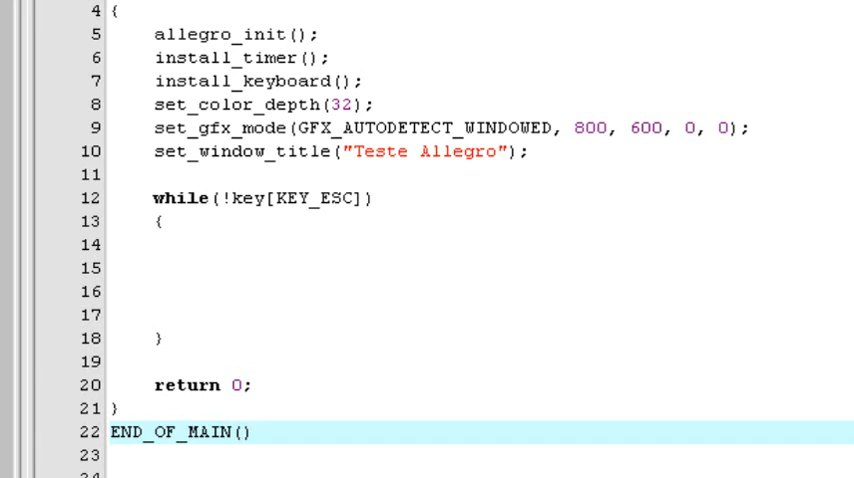 4 {
5 allegro_init();
6 install_timer();
7 install_keyboard();
8 set_color_depth(32);
9 set_gfx_mode(GFX_AUTODETECT_WINDOWED, 800, 600, 0, 0);
10 set_window_title("Teste Allegro");
11
12 while(!key[KEY_ESC])
13 {
14
15
16
17
18 }
19
20 return 0;
21 }
22 END_OF_MAIN()
23
24